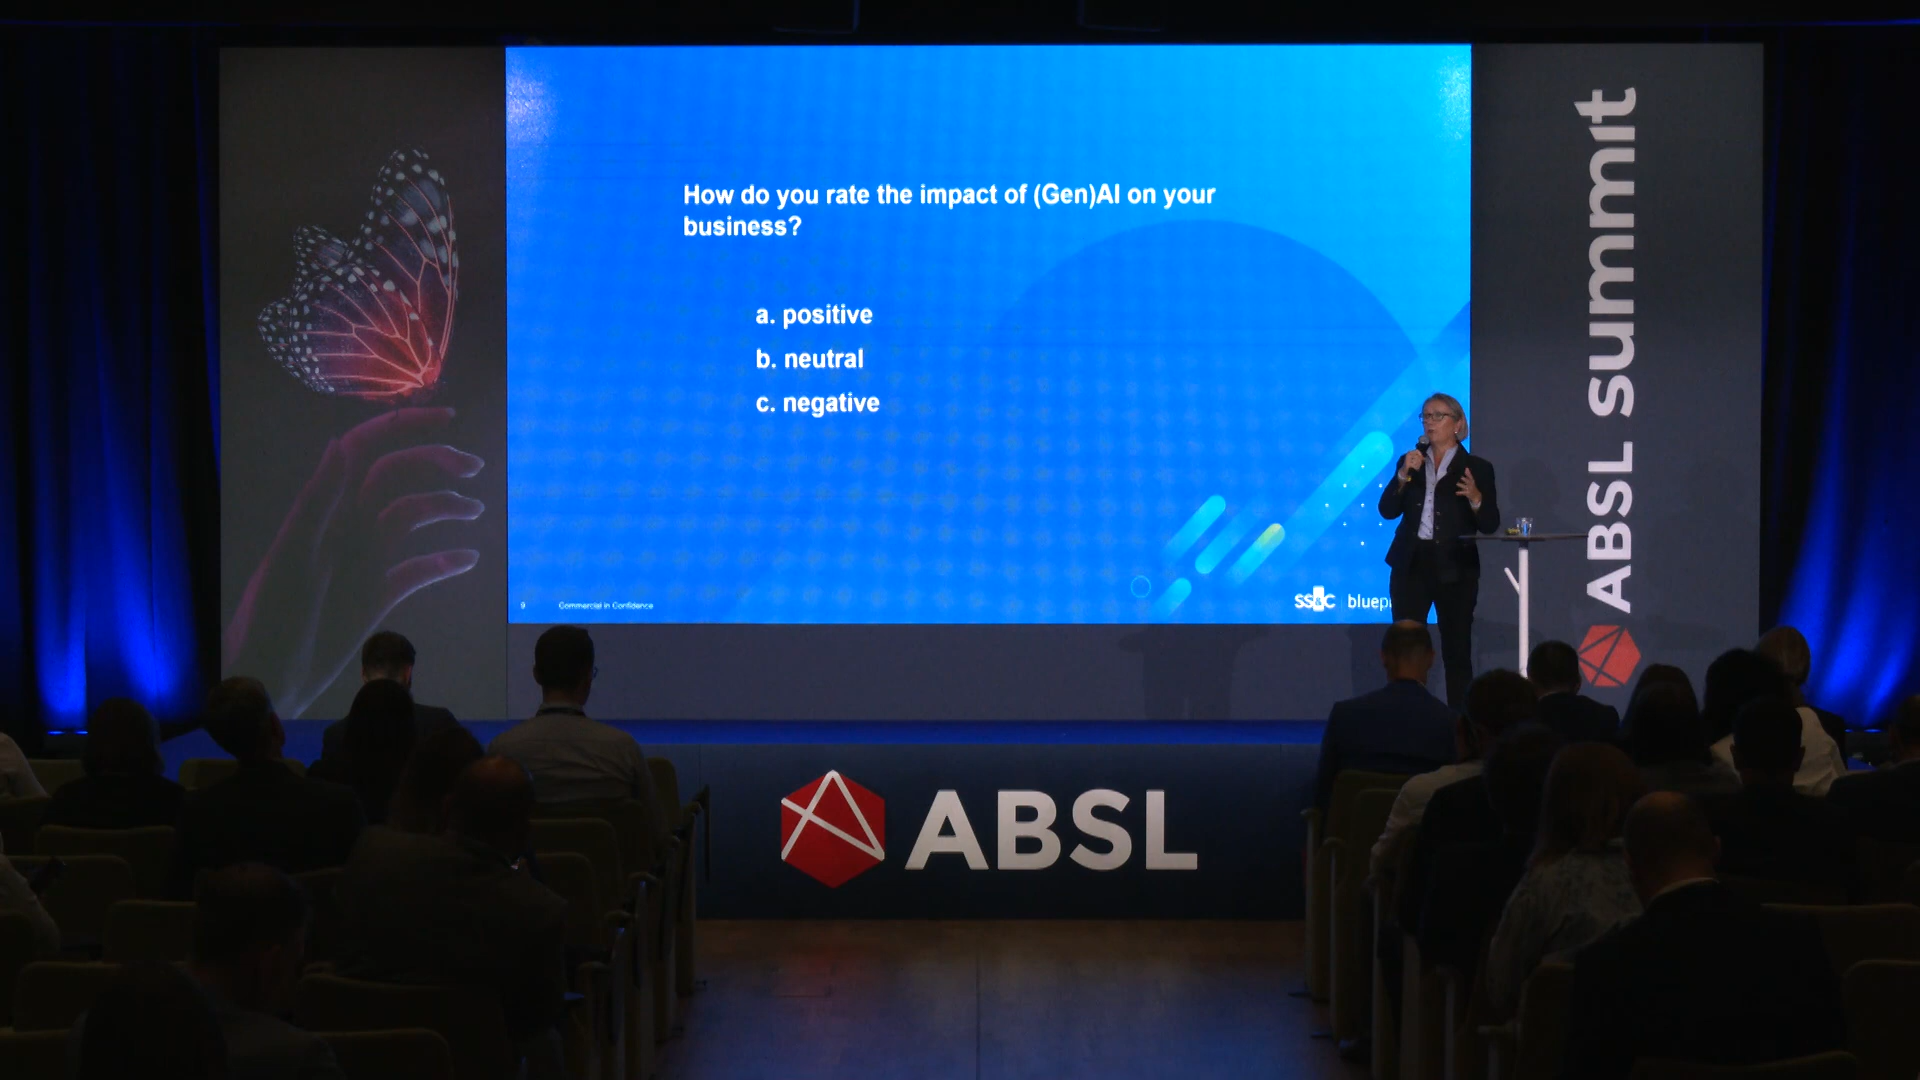 How do you rate the impact of (Gen)AI on your
business?
a. positive
b. neutral
c. negative
9
Commercial in Confidence
SS&C
ABSL summit
ABSL